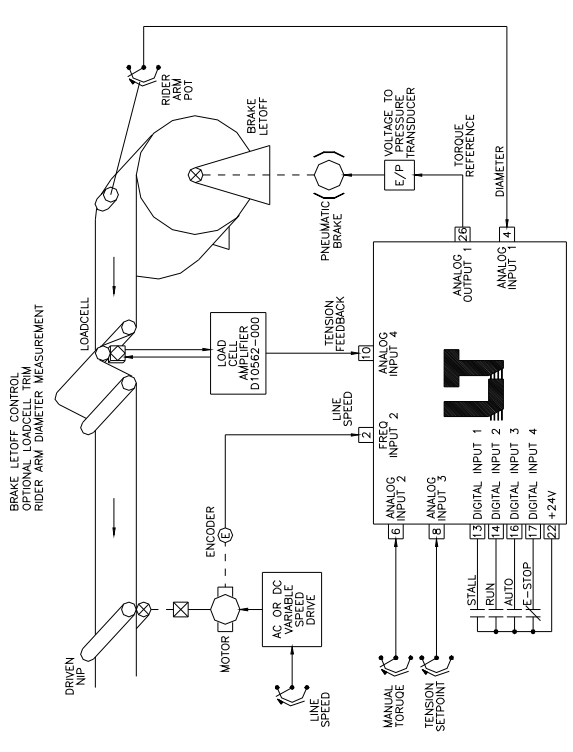 BRAKE LETOFF CONTROL
OPTIONAL LOADCELL TRIM
RIDER ARM DIAMETER MEASUREMENT
DRIVEN
NIP
LOADCELL
RIDER
ARM
POT
BRAKE
LETOFF
MOTOR
ENCODER
E
LINE
SPEED
AC OR DC
VARIABLE
SPEED
DRIVE
LOAD
CELL
AMPLIFIER
D10562-000
PNEUMATIC
BRAKE
E/P
VOLTAGE TO
PRESSURE
TRANSDUCER
LINE
SPEED
TENSION
FEEDBACK
TORQUE
REFERENCE
DIAMETER
MANUAL
TORUQE
TENSION
SETPOINT
6
ANALOG
INPUT 2
8
ANALOG
INPUT 3
2
FREQ
INPUT 2
10
ANALOG
INPUT 4
26
ANALOG
OUTPUT 1
4
ANALOG
INPUT 1
STALL
13 DIGITAL INPUT 1
RUN
14 DIGITAL INPUT 2
AUTO
16 DIGITAL INPUT 3
E-STOP
17 DIGITAL INPUT 4
22 +24V